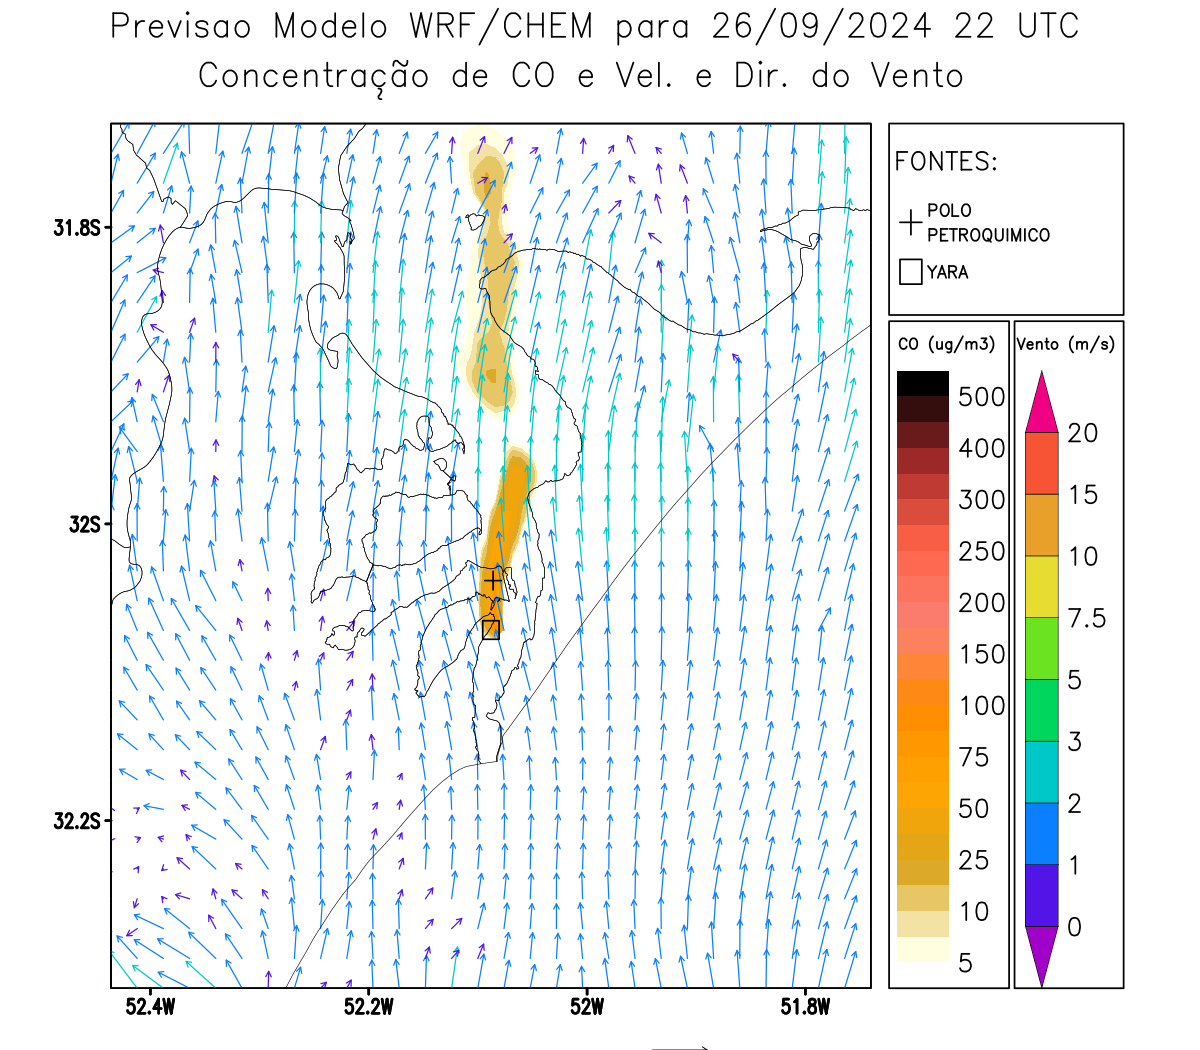 Previsao Modelo WRF/CHEM para 26/09/2024 22 UTC
Concentração de CO e Vel. e Dir. do Vento
FONTES:
POLO
PETROQUIMICO
YARA
CO (ug/m3)
500
400
300
250
200
150
100
75
50
25
10
5
Vento (m/s)
20
15
10
7.5
5
3
2
1
0
31.8S
32S
32.2S
52.4W
52.2W
52W
51.8W